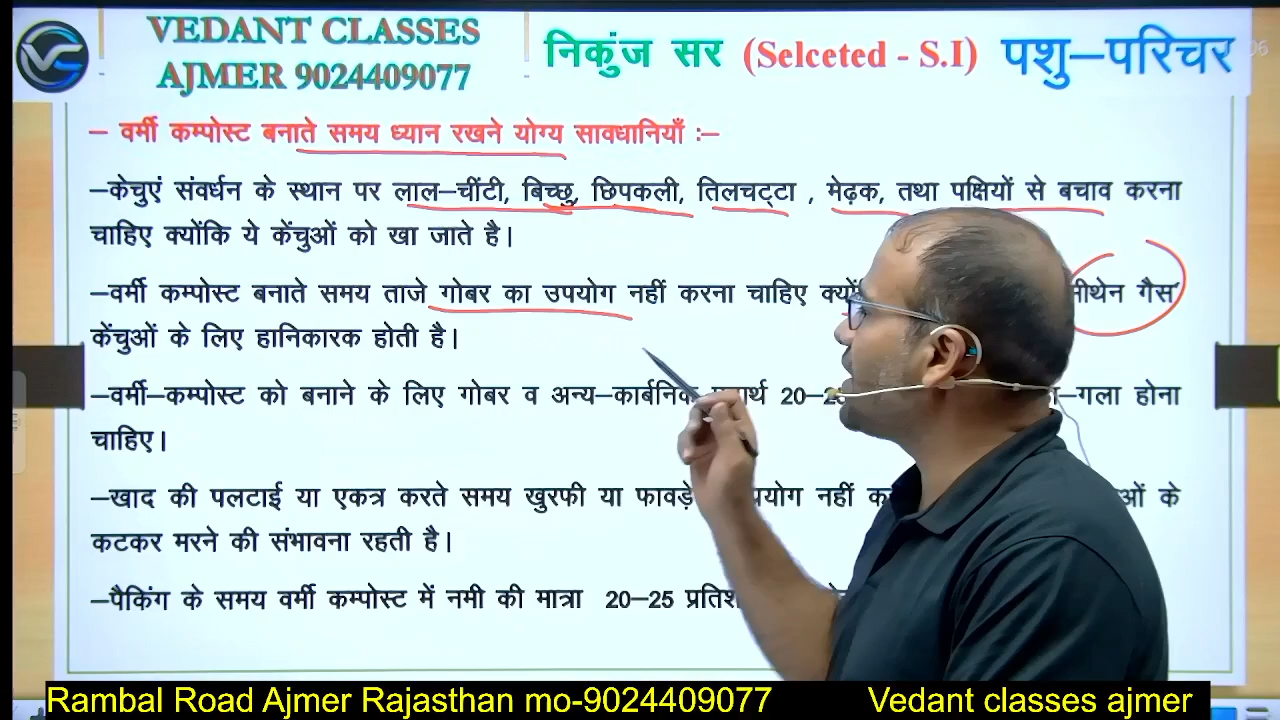 VEDANT CLASSES
AJMER 9024409077
निकुंज सर (Selceted - S.I) पशु–परिचर
– वर्मी कम्पोस्ट बनाते समय ध्यान रखने योग्य सावधानियाँ :–
–केचुएं संवर्धन के स्थान पर लाल–चींटी, बिच्छु, छिपकली, तिलचट्टा , मेढ़क, तथा पक्षियों से बचाव करना
चाहिए क्योंकि ये केंचुओं को खा जाते है।
–वर्मी कम्पोस्ट बनाते समय ताजे गोबर का उपयोग नहीं करना चाहिए गैस
केंचुओं के लिए हानिकारक होती है।
–वर्मी–कम्पोस्ट को बनाने के लिए गोबर व अन्य–कार्बनिक गला होना
चाहिए।
–खाद की पलटाई या एकत्र करते समय खुरफी या फावड़े नहीं के
कटकर मरने की संभावना रहती है।
–पैकिंग के समय वर्मी कम्पोस्ट में नमी की मात्रा 20–25
Rambal Road Ajmer Rajasthan mo-9024409077 Vedant classes ajmer